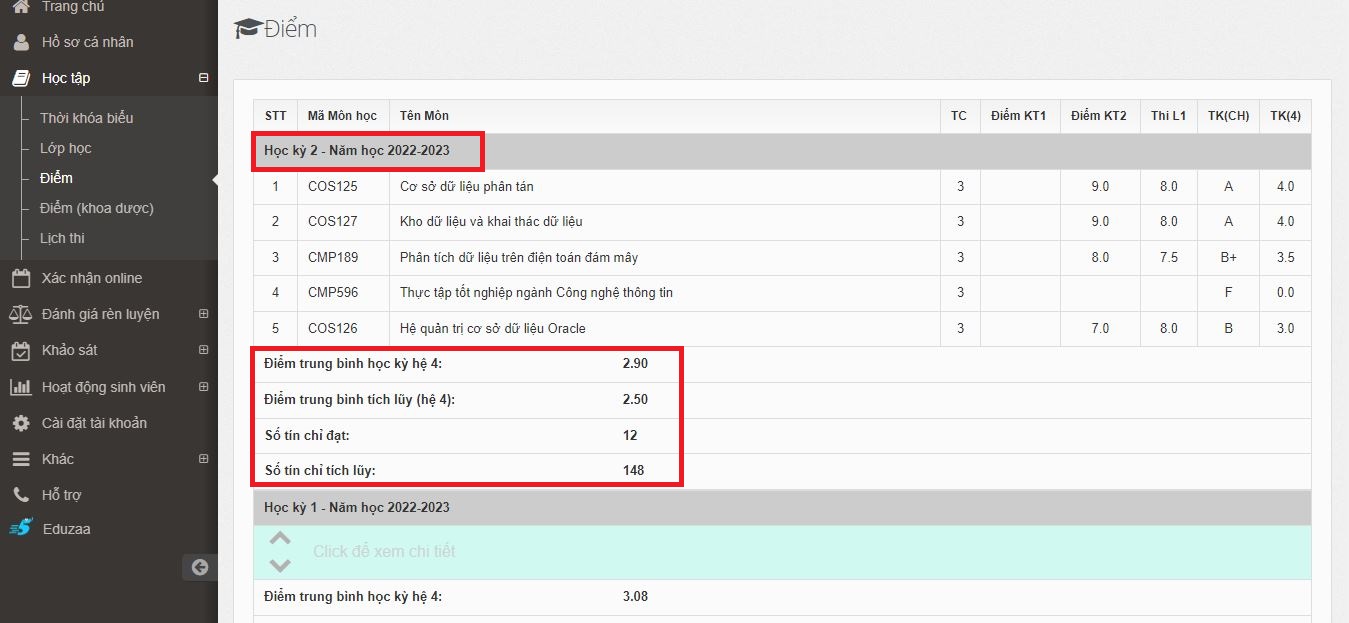 Trang chủ
Hồ sơ cá nhân
Học tập
Thời khóa biểu
Lớp học
Điểm
Điểm (khoa dược)
Lịch thi
Xác nhận online
Đánh giá rèn luyện
Khảo sát
Hoạt động sinh viên
Cài đặt tài khoản
Khác
Hỗ trợ
Eduzaa
Điểm
STT Mã Môn học Tên Môn TC Điểm KT1 Điểm KT2 Thi L1 TK(CH) TK(4)
Học kỳ 2 - Năm học 2022-2023
1 COS125 Cơ sở dữ liệu phân tán 3 9.0 8.0 A 4.0
2 COS127 Kho dữ liệu và khai thác dữ liệu 3 9.0 8.0 A 4.0
3 CMP189 Phân tích dữ liệu trên điện toán đám mây 3 8.0 7.5 B+ 3.5
4 CMP596 Thực tập tốt nghiệp ngành Công nghệ thông tin 3 F 0.0
5 COS126 Hệ quản trị cơ sở dữ liệu Oracle 3 7.0 8.0 B 3.0
Điểm trung bình học kỳ hệ 4: 2.90
Điểm trung bình tích lũy (hệ 4): 2.50
Số tín chỉ đạt: 12
Số tín chỉ tích lũy: 148
Học kỳ 1 - Năm học 2022-2023
Click để xem chi tiết
Điểm trung bình học kỳ hệ 4: 3.08